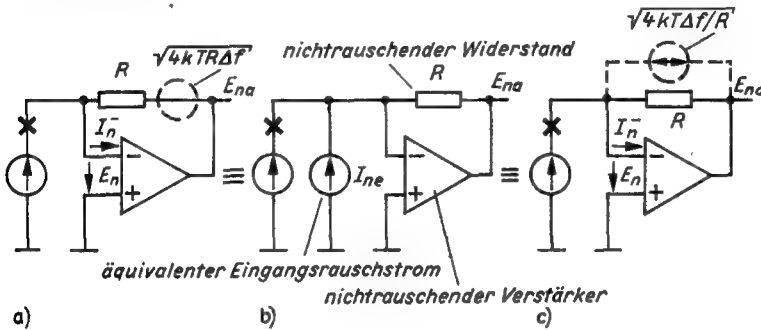 √4kTRΔf
R
E_na
I_n^-
E_n
−
+
≡
a)
nichtrauschender Widerstand
R
E_na
I_ne
−
+
≡
äquivalenter Eingangsrauschstrom
nichtrauschender Verstärker
b)
√4kTΔf/R
E_na
R
I_n^-
E_n
−
+
c)